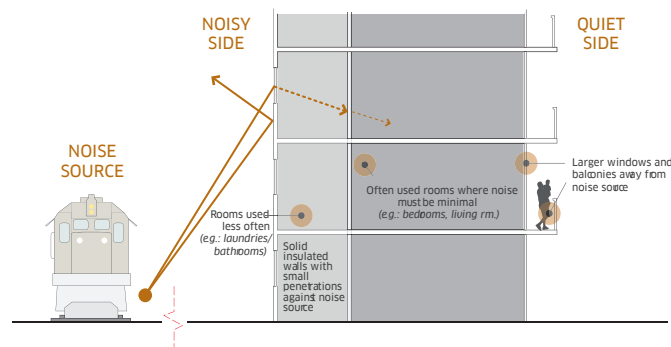 NOISY
SIDE
QUIET
SIDE
NOISE
SOURCE
Larger windows and
balconies away from
noise source
Often used rooms where noise
must be minimal
(e.g.: bedrooms, living rm.)
Rooms used
less often
(e.g.: laundries/
bathrooms)
Solid
insulated
walls with
small
penetrations
against noise
source